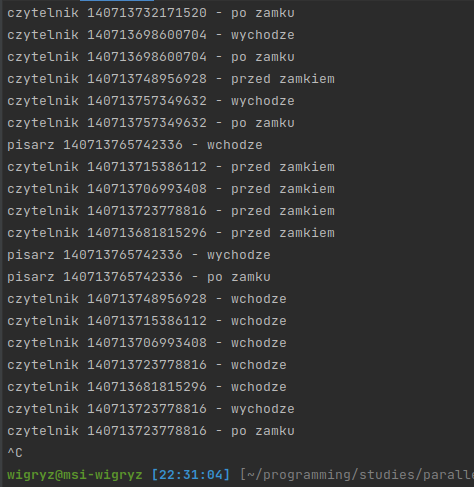 czytelnik 140713732171520 - po zamku
czytelnik 140713698600704 - wychodze
czytelnik 140713698600704 - po zamku
czytelnik 140713748956928 - przed zamkiem
czytelnik 140713757349632 - wychodze
czytelnik 140713757349632 - po zamku
pisarz 140713765742336 - wchodze
czytelnik 140713715386112 - przed zamkiem
czytelnik 140713706993408 - przed zamkiem
czytelnik 140713723778816 - przed zamkiem
czytelnik 140713681815296 - przed zamkiem
pisarz 140713765742336 - wychodze
pisarz 140713765742336 - po zamku
czytelnik 140713748956928 - wchodze
czytelnik 140713715386112 - wchodze
czytelnik 140713706993408 - wchodze
czytelnik 140713723778816 - wchodze
czytelnik 140713681815296 - wchodze
czytelnik 140713723778816 - wychodze
czytelnik 140713723778816 - po zamku
^C
wigryz@msi-wigryz [22:31:04] [~/programming/studies/paralle